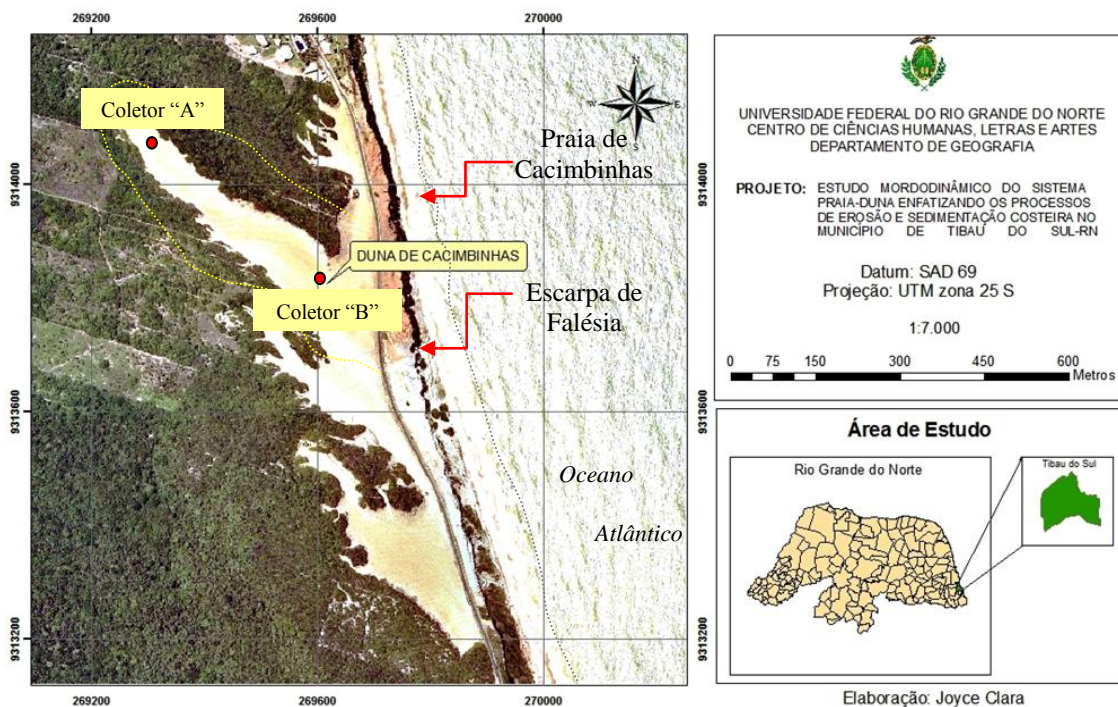 269200
269600
270000
Coletor “A”
N
W
E
S
Praia de
Cacimbinhas
9314000
9314000
DUNA DE CACIMBINHAS
Coletor “B”
Escarpa de
Falésia
9313600
9313600
Oceano
Atlântico
9313200
9313200
269200
269600
270000
UNIVERSIDADE FEDERAL DO RIO GRANDE DO NORTE
CENTRO DE CIÊNCIAS HUMANAS, LETRAS E ARTES
DEPARTAMENTO DE GEOGRAFIA
PROJETO: ESTUDO MORDODINÂMICO DO SISTEMA
PRAIA-DUNA ENFATIZANDO OS PROCESSOS
DE EROSÃO E SEDIMENTAÇÃO COSTEIRA NO
MUNICÍPIO DE TIBAU DO SUL-RN
Datum: SAD 69
Projeção: UTM zona 25 S
1:7.000
0 75 150 300 450 600
Metros
Área de Estudo
Rio Grande do Norte
Tibau do Sul
Elaboração: Joyce Clara